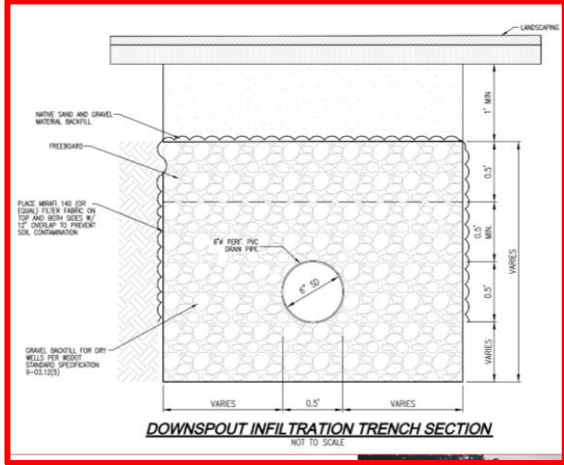 LANDSCAPING
1' MIN
NATIVE SAND AND GRAVEL
MATERIAL BACKFILL
FREEBOARD
0.5'
PLACE MIRAFI 140 (OR
EQUAL) FILTER FABRIC ON
TOP AND BOTH SIDES W/
12" OVERLAP TO PREVENT
SOIL CONTAMINATION
0.5'
MIN.
VARIES
6"ø PERF. PVC
DRAIN PIPE
6" SD
0.5'
GRAVEL BACKFILL FOR DRY
WELLS PER WSDOT
STANDARD SPECIFICATION
9-03.12(5)
VARIES
VARIES
0.5'
VARIES
DOWNSPOUT INFILTRATION TRENCH SECTION
NOT TO SCALE